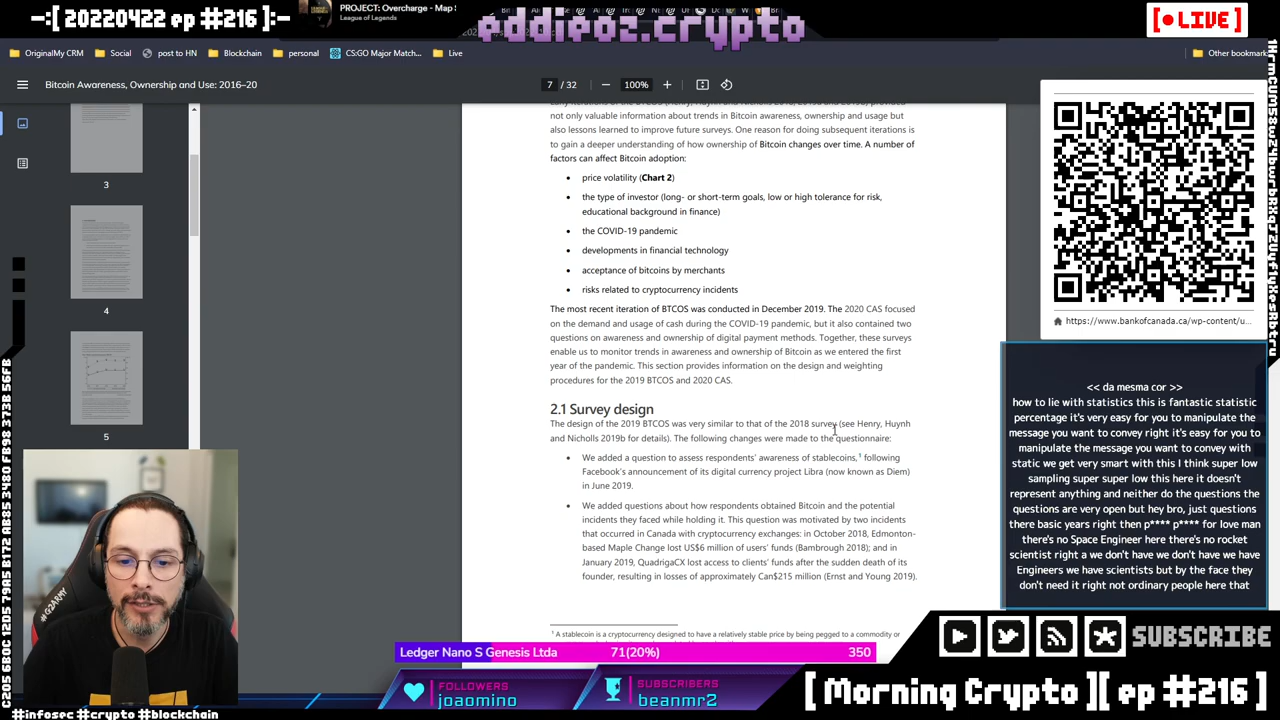 -:[ 20220422 ep #216 ]:-
PROJECT: Overcharge - Map
League of Legends
eddieoz.crypto
[• LIVE]
OriginalMy CRM
Social
post to HN
Blockchain
personal
CS:GO Major Match...
Live
Other bookmark
Bitcoin Awareness, Ownership and Use: 2016–20
7 / 32
100%
3
4
5
not only valuable information about trends in Bitcoin awareness, ownership and usage but
also lessons learned to improve future surveys. One reason for doing subsequent iterations is
to gain a deeper understanding of how ownership of Bitcoin changes over time. A number of
factors can affect Bitcoin adoption:
• price volatility (Chart 2)
• the type of investor (long- or short-term goals, low or high tolerance for risk,
educational background in finance)
• the COVID-19 pandemic
• developments in financial technology
• acceptance of bitcoins by merchants
• risks related to cryptocurrency incidents
The most recent iteration of BTCOS was conducted in December 2019. The 2020 CAS focused
on the demand and usage of cash during the COVID-19 pandemic, but it also contained two
questions on awareness and ownership of digital payment methods. Together, these surveys
enable us to monitor trends in awareness and ownership of Bitcoin as we entered the first
year of the pandemic. This section provides information on the design and weighting
procedures for the 2019 BTCOS and 2020 CAS.
2.1 Survey design
The design of the 2019 BTCOS was very similar to that of the 2018 survey (see Henry, Huynh
and Nicholls 2019b for details). The following changes were made to the questionnaire:
• We added a question to assess respondents' awareness of stablecoins,¹ following
Facebook's announcement of its digital currency project Libra (now known as Diem)
in June 2019.
• We added questions about how respondents obtained Bitcoin and the potential
incidents they faced while holding it. This question was motivated by two incidents
that occurred in Canada with cryptocurrency exchanges: in October 2018, Edmonton-
based Maple Change lost US$6 million of users' funds (Bambrough 2018); and in
January 2019, QuadrigaCX lost access to clients' funds after the sudden death of its
founder, resulting in losses of approximately Can$215 million (Ernst and Young 2019).
¹ A stablecoin is a cryptocurrency designed to have a relatively stable price by being pegged to a commodity or
https://www.bankofcanada.ca/wp-content/u...
<< da mesma cor >>
how to lie with statistics this is fantastic statistic
percentage it's very easy for you to manipulate the
message you want to convey right it's easy for you to
manipulate the message you want to convey with
static we get very smart with this I think super low
sampling super super low this here it doesn't
represent anything and neither do the questions the
questions are very open but hey bro, just questions
there basic years right then p**** p**** for love man
there's no Space Engineer here there's no rocket
scientist right a we don't have we don't have we have
Engineers we have scientists but by the face they
don't need it right not ordinary people here that
Ledger Nano S Genesis Ltda
71(20%)
350
FOLLOWERS
joaomino
SUBSCRIBERS
beanmr2
SUBSCRIBE
[ Morning Crypto ][ ep #216 ]
#fosec #crypto #blockchain